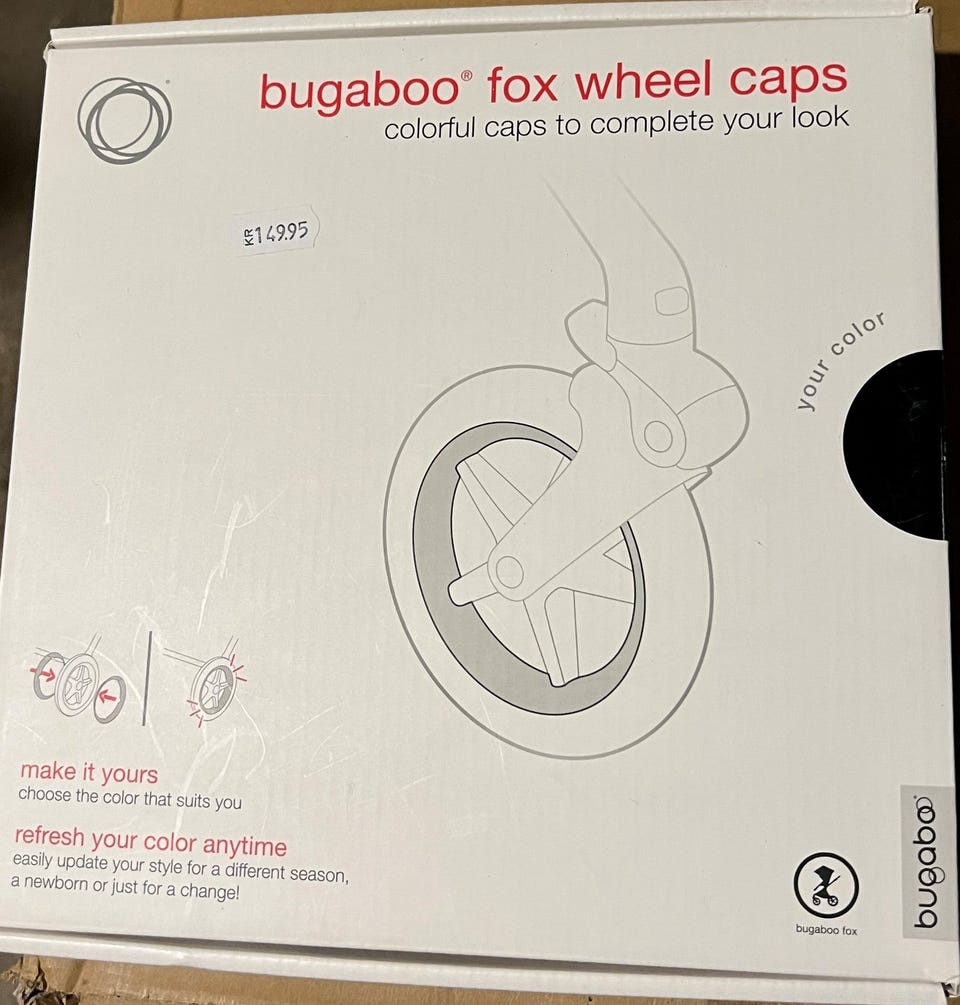 bugaboo® fox wheel caps
colorful caps to complete your look
KR 149.95
your color
make it yours
choose the color that suits you
refresh your color anytime
easily update your style for a different season,
a newborn or just for a change!
bugaboo fox
bugaboo